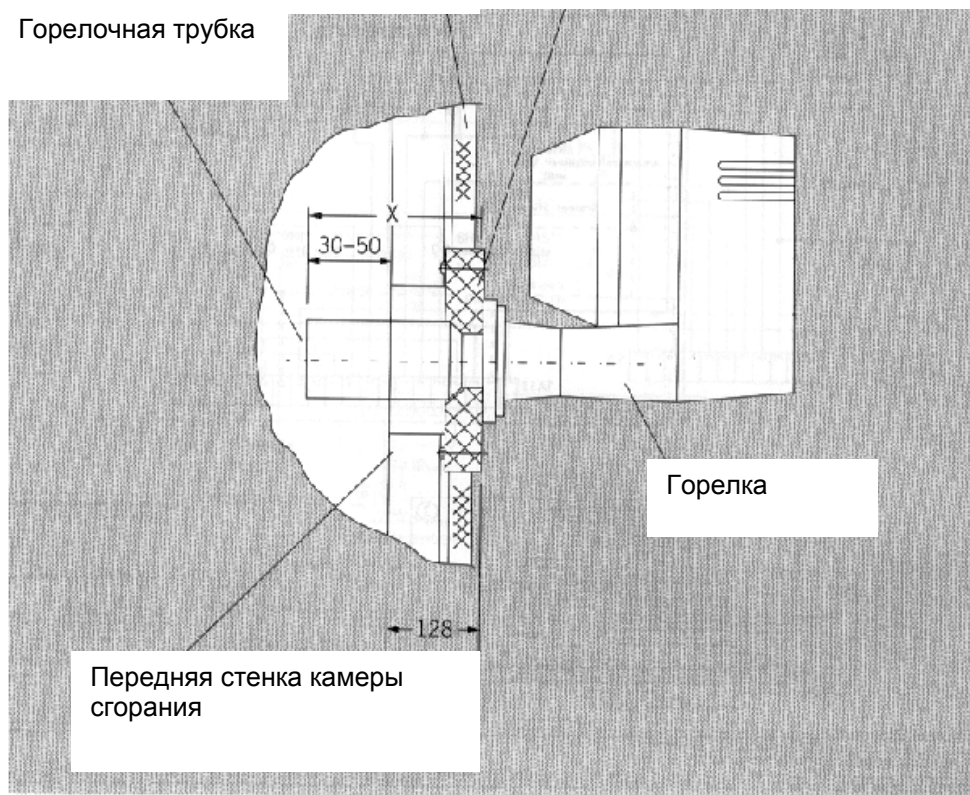 Горелочная трубка
X
30-50
Горелка
128
Передняя стенка камеры
сгорания